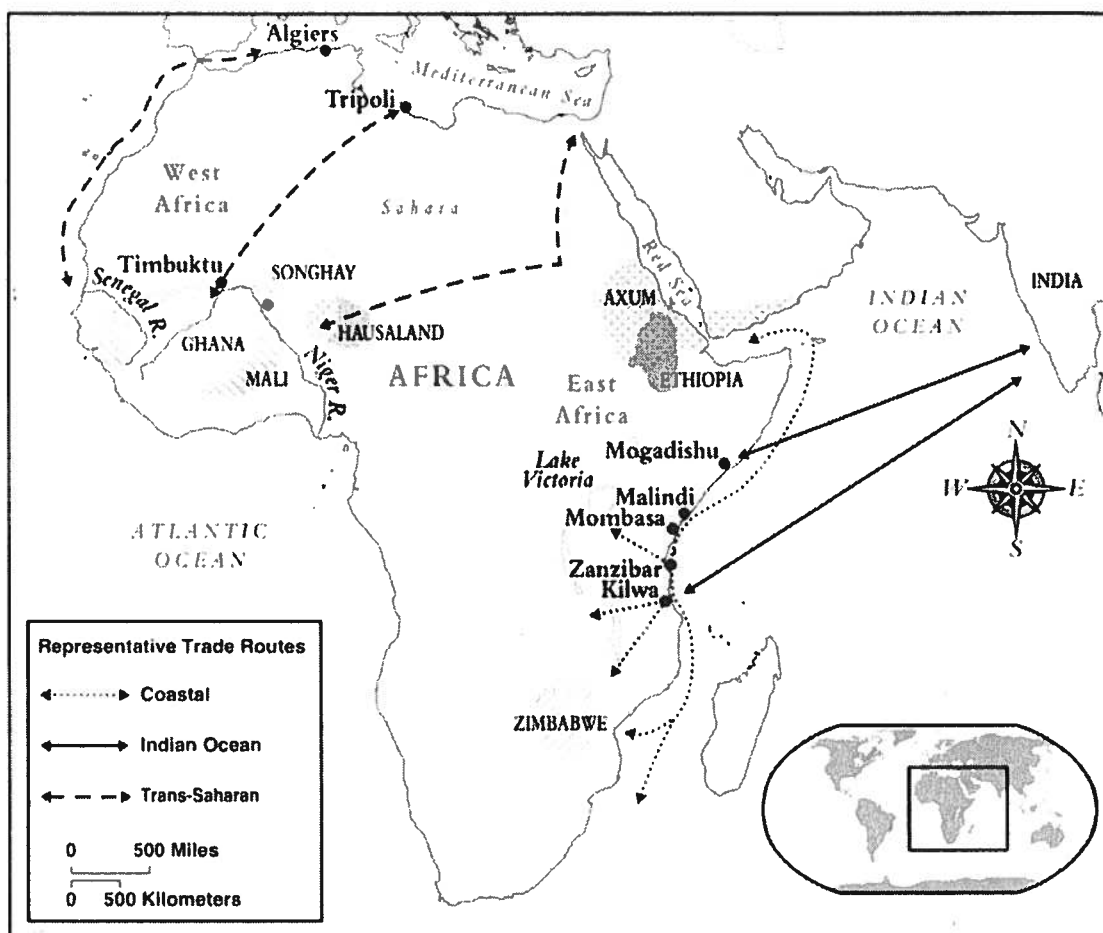 Algiers
Mediterranean Sea
Tripoli
West
Africa
Sahara
Timbuktu
SONGHAY
Senegal R.
Red Sea
AXUM
INDIA
INDIAN
OCEAN
GHANA
HAUSALAND
MALI
Niger R.
AFRICA
ETHIOPIA
East
Africa
Mogadishu
Lake
Victoria
Malindi
Mombasa
N
W
E
S
ATLANTIC
OCEAN
Zanzibar
Kilwa
ZIMBABWE
Representative Trade Routes
Coastal
Indian Ocean
Trans-Saharan
0 500 Miles
0 500 Kilometers